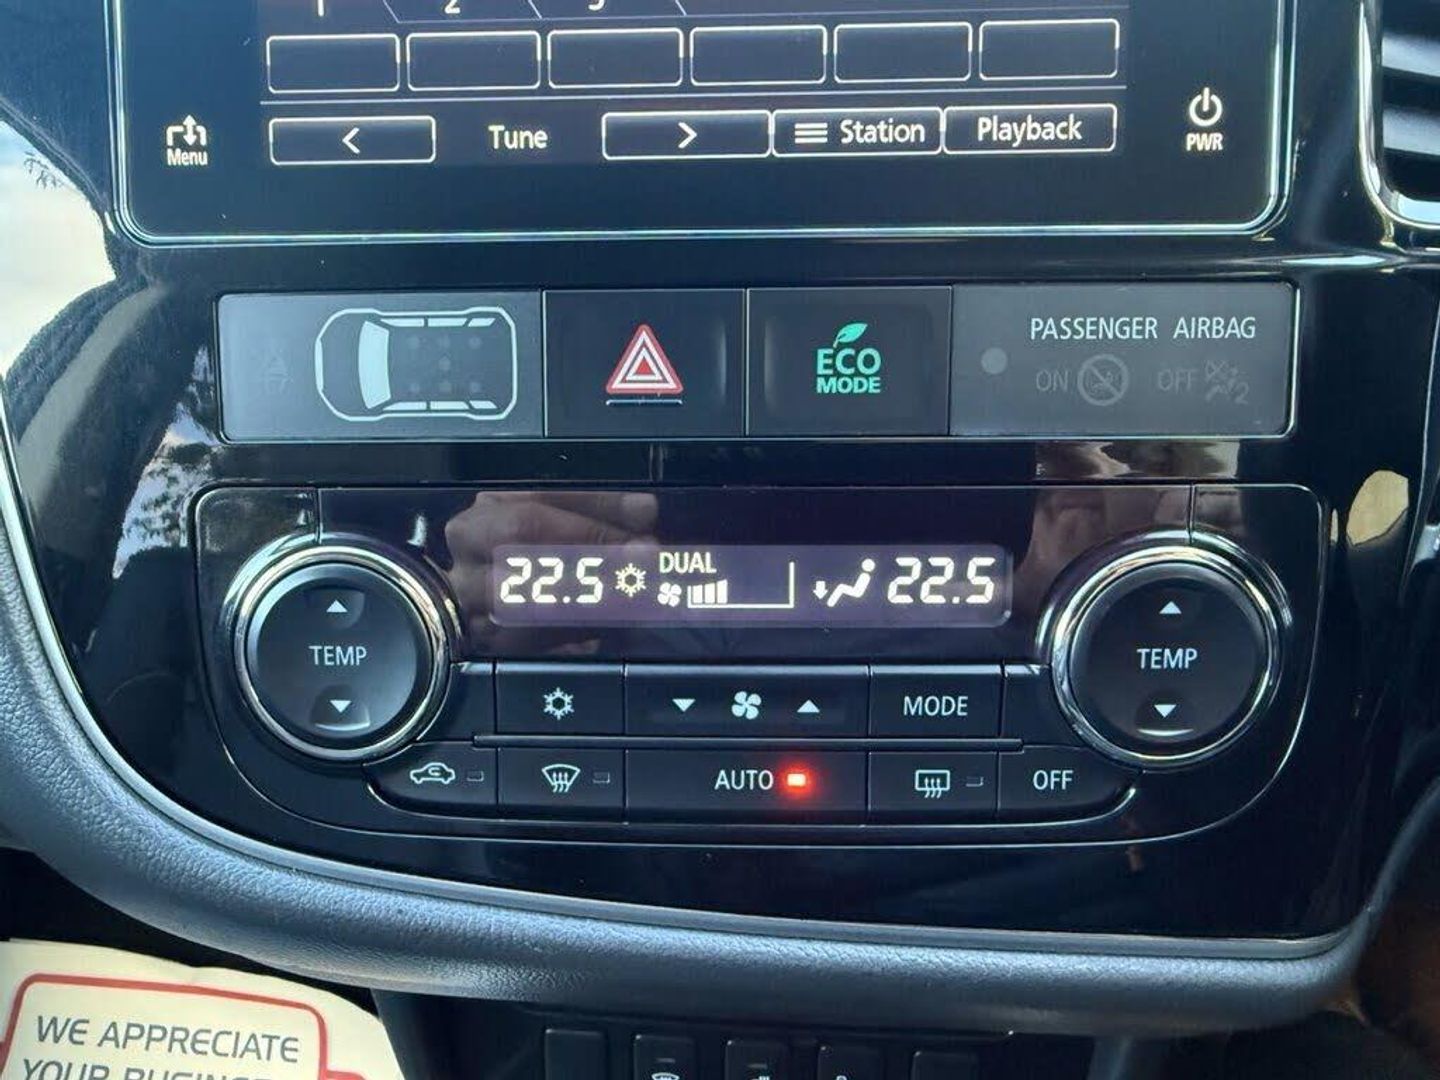 1 2 3
Menu
< Tune > Station Playback
PWR
ECO
MODE
PASSENGER AIRBAG
ON OFF 2
22.5 DUAL 22.5
TEMP
TEMP
MODE
AUTO
OFF
WE APPRECIATE
YOUR